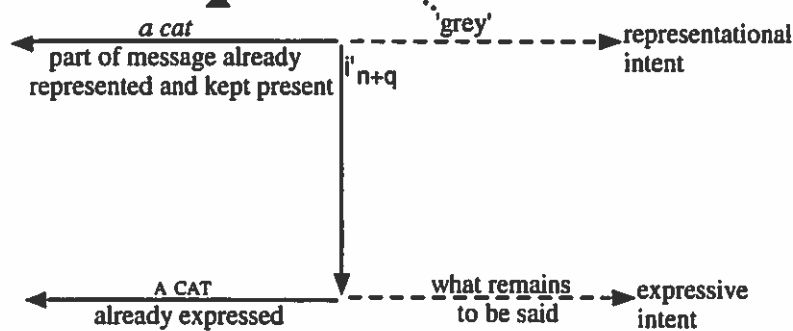 a cat
'grey'
part of message already
represented and kept present
representational
intent
i'n+q
A CAT
already expressed
what remains
to be said
expressive
intent